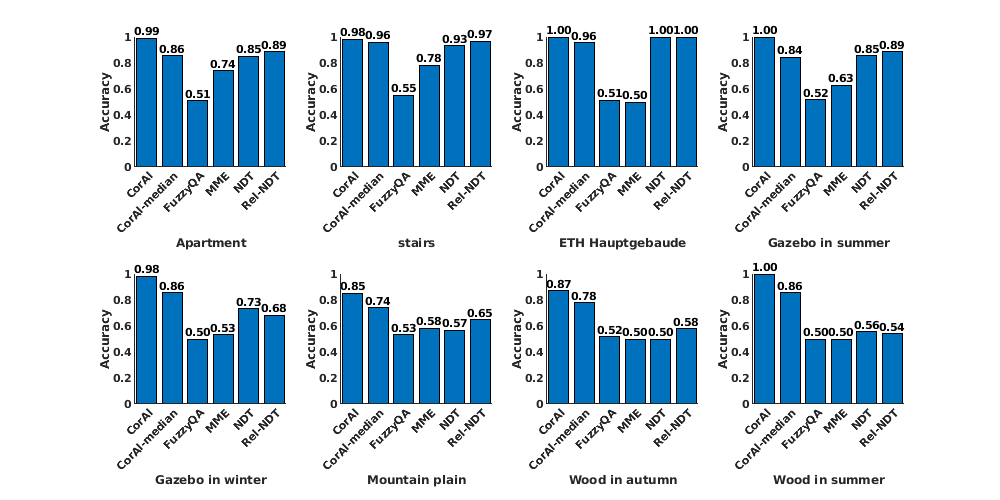 0.99 0.86 0.51 0.74 0.85 0.89
Accuracy
1
0.8
0.6
0.4
0.2
0
CorAl CorAl-median FuzzyQA MME NDT Rel-NDT
Apartment
0.98 0.96 0.55 0.78 0.93 0.97
Accuracy
1
0.8
0.6
0.4
0.2
0
CorAl CorAl-median FuzzyQA MME NDT Rel-NDT
stairs
1.00 0.96 0.51 0.50 1.00 1.00
Accuracy
1
0.8
0.6
0.4
0.2
0
CorAl CorAl-median FuzzyQA MME NDT Rel-NDT
ETH Hauptgebaude
1.00 0.84 0.52 0.63 0.85 0.89
Accuracy
1
0.8
0.6
0.4
0.2
0
CorAl CorAl-median FuzzyQA MME NDT Rel-NDT
Gazebo in summer
0.98 0.86 0.50 0.53 0.73 0.68
Accuracy
1
0.8
0.6
0.4
0.2
0
CorAl CorAl-median FuzzyQA MME NDT Rel-NDT
Gazebo in winter
0.85 0.74 0.53 0.58 0.57 0.65
Accuracy
1
0.8
0.6
0.4
0.2
0
CorAl CorAl-median FuzzyQA MME NDT Rel-NDT
Mountain plain
0.87 0.78 0.52 0.50 0.50 0.58
Accuracy
1
0.8
0.6
0.4
0.2
0
CorAl CorAl-median FuzzyQA MME NDT Rel-NDT
Wood in autumn
1.00 0.86 0.50 0.50 0.56 0.54
Accuracy
1
0.8
0.6
0.4
0.2
0
CorAl CorAl-median FuzzyQA MME NDT Rel-NDT
Wood in summer